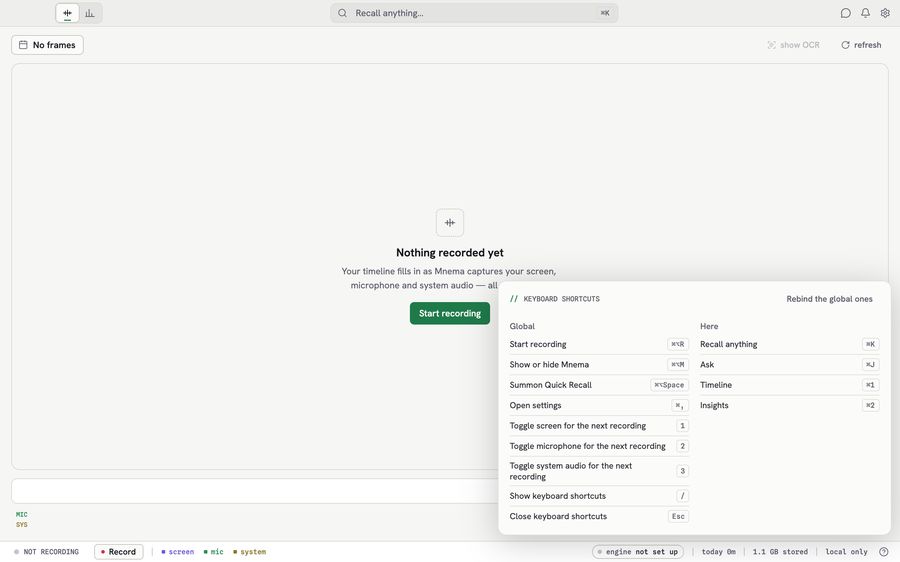 Recall anything...
⌘K
No frames
show OCR
refresh
Nothing recorded yet
Your timeline fills in as Mnema captures your screen,
microphone and system audio — all
Start recording
// KEYBOARD SHORTCUTS
Rebind the global ones
Global
Start recording ⌘⌥R
Show or hide Mnema ⌘⌥M
Summon Quick Recall ⌘⌥Space
Open settings ⌘,
Toggle screen for the next recording 1
Toggle microphone for the next recording 2
Toggle system audio for the next
recording 3
Show keyboard shortcuts /
Close keyboard shortcuts Esc
Here
Recall anything ⌘K
Ask ⌘J
Timeline ⌘1
Insights ⌘2
MIC
SYS
NOT RECORDING
Record
screen
mic
system
engine not set up
today 0m
1.1 GB stored
local only
?